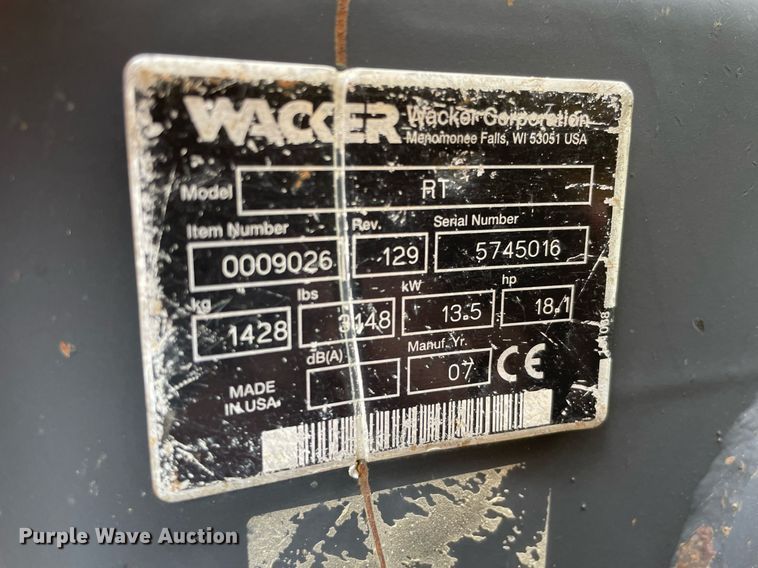 WACKER Wacker Corporation
Menomonee Falls, WI 53051 USA
Model RT
Item Number Rev. Serial Number
0009026 129 5745016
kg lbs kW hp
1428 3148 13.5 18.1
dB(A) Manuf. Yr.
MADE
IN USA 07 CE
Purple Wave Auction